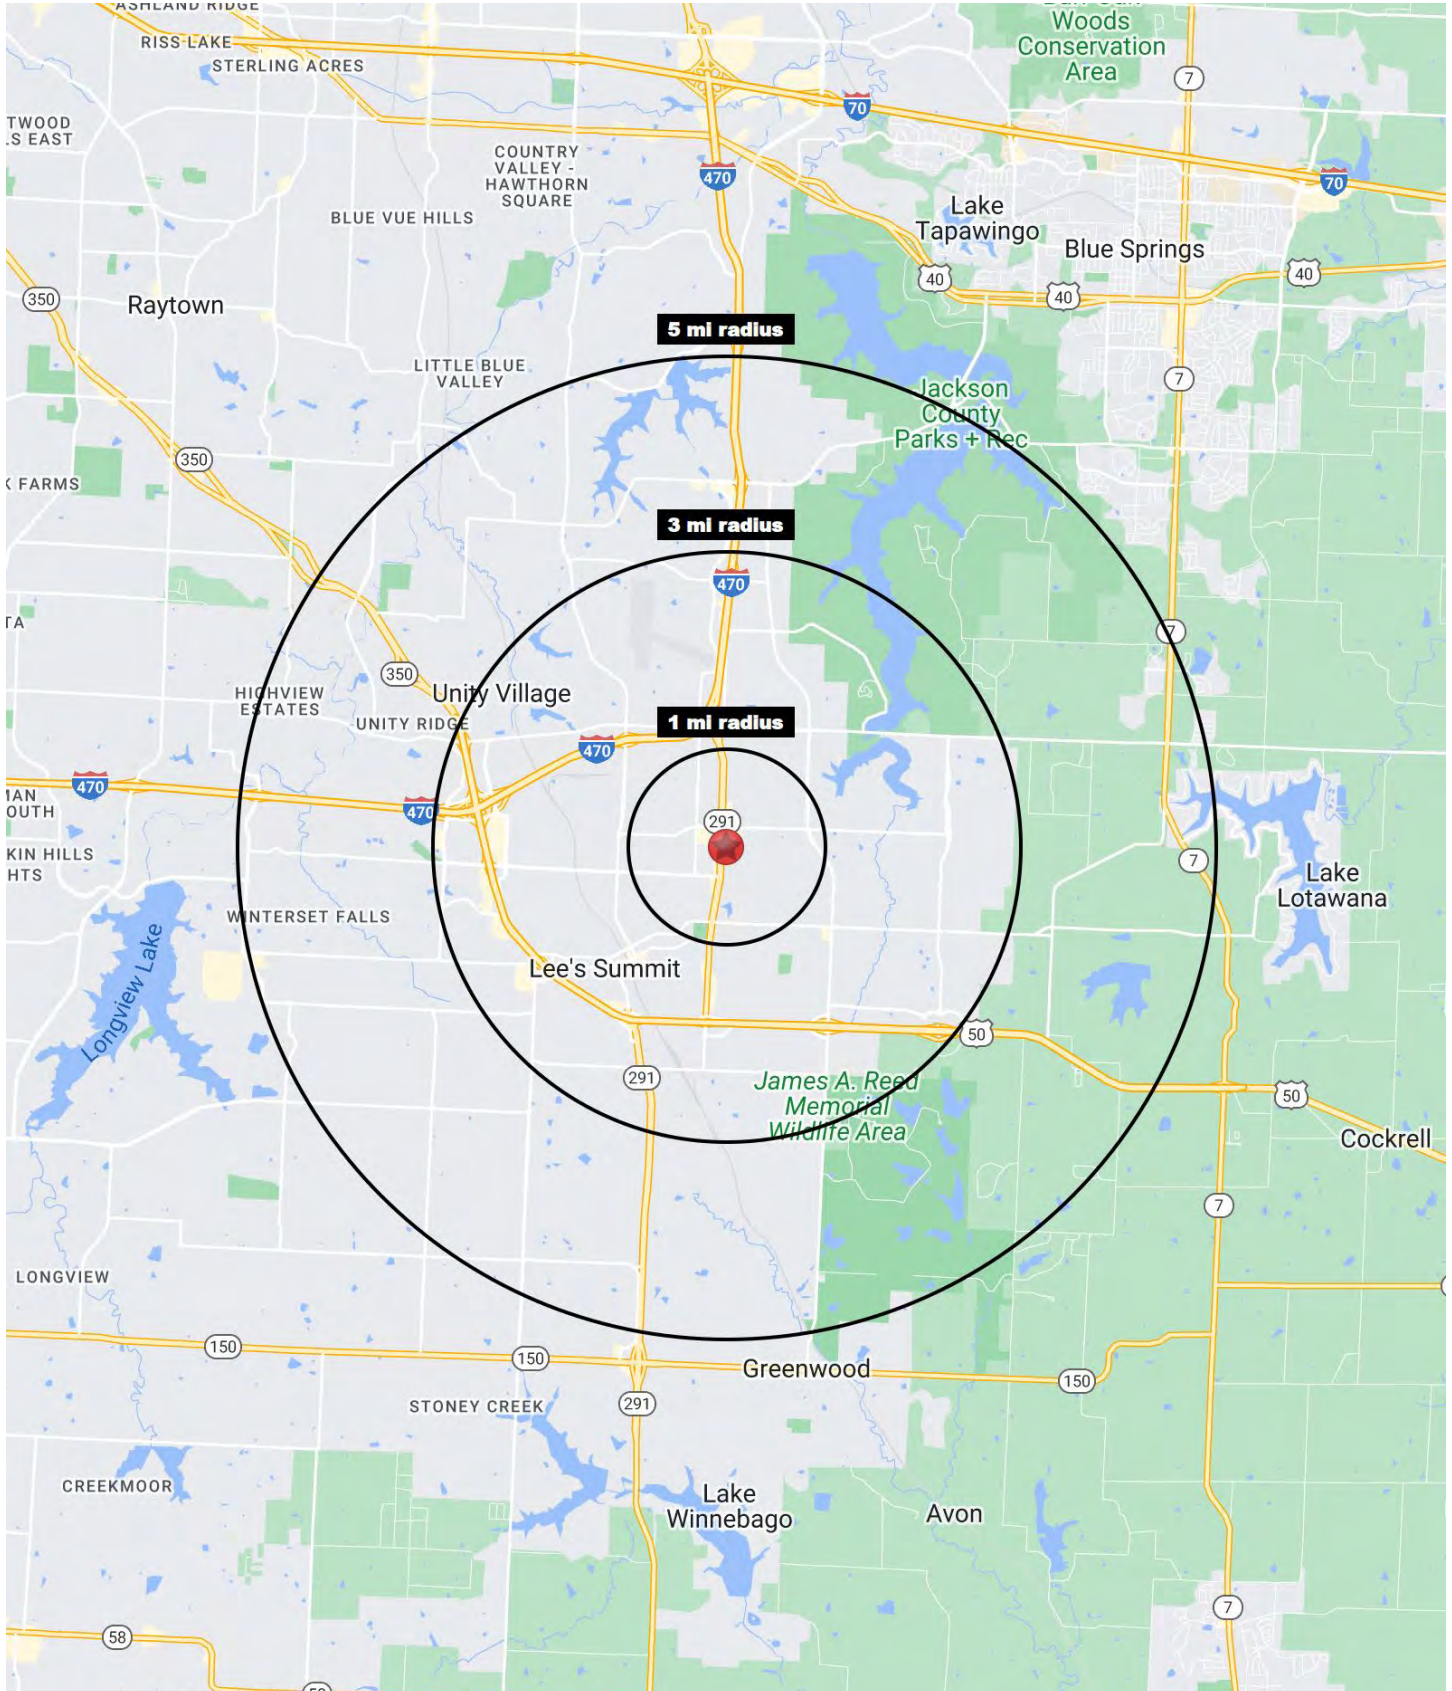 ASHLAND RIDGE
RISS LAKE
STERLING ACRES
Woods
Conservation
Area
7
70
TWOOD
LS EAST
COUNTRY
VALLEY -
HAWTHORN
SQUARE
470
70
BLUE VUE HILLS
Lake
Tapawingo
Blue Springs
350
Raytown
40
40
40
5 mi radius
LITTLE BLUE
VALLEY
7
Jackson
County
Parks + Rec
350
K FARMS
3 mi radius
470
TA
7
350
HIGHVIEW
ESTATES
Unity Village
UNITY RIDGE
1 mi radius
470
470
470
MAN
OUTH
291
KIN HILLS
HTS
7
Lake
Lotawana
WINTERSET FALLS
Longview Lake
Lee's Summit
50
291
James A. Reed
Memorial
Wildlife Area
50
Cockrell
7
LONGVIEW
150
150
Greenwood
150
STONEY CREEK
291
CREEKMOOR
Lake
Winnebago
Avon
7
58